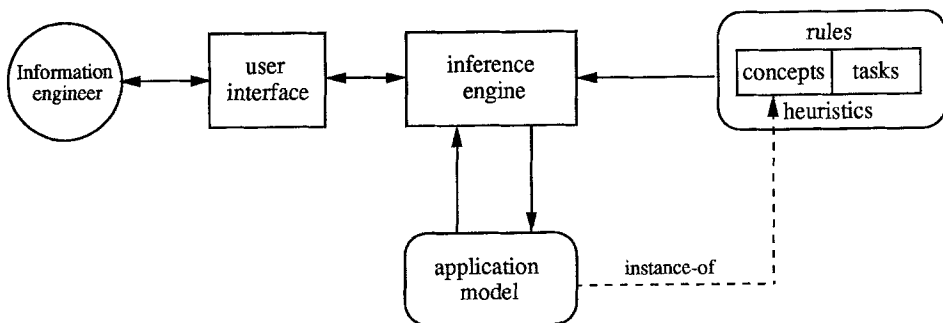 Information
engineer
user
interface
inference
engine
rules
concepts
tasks
heuristics
application
model
instance-of